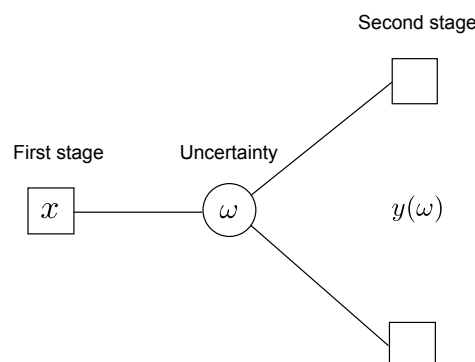 Second stage
First stage
Uncertainty
x
ω
y(ω)